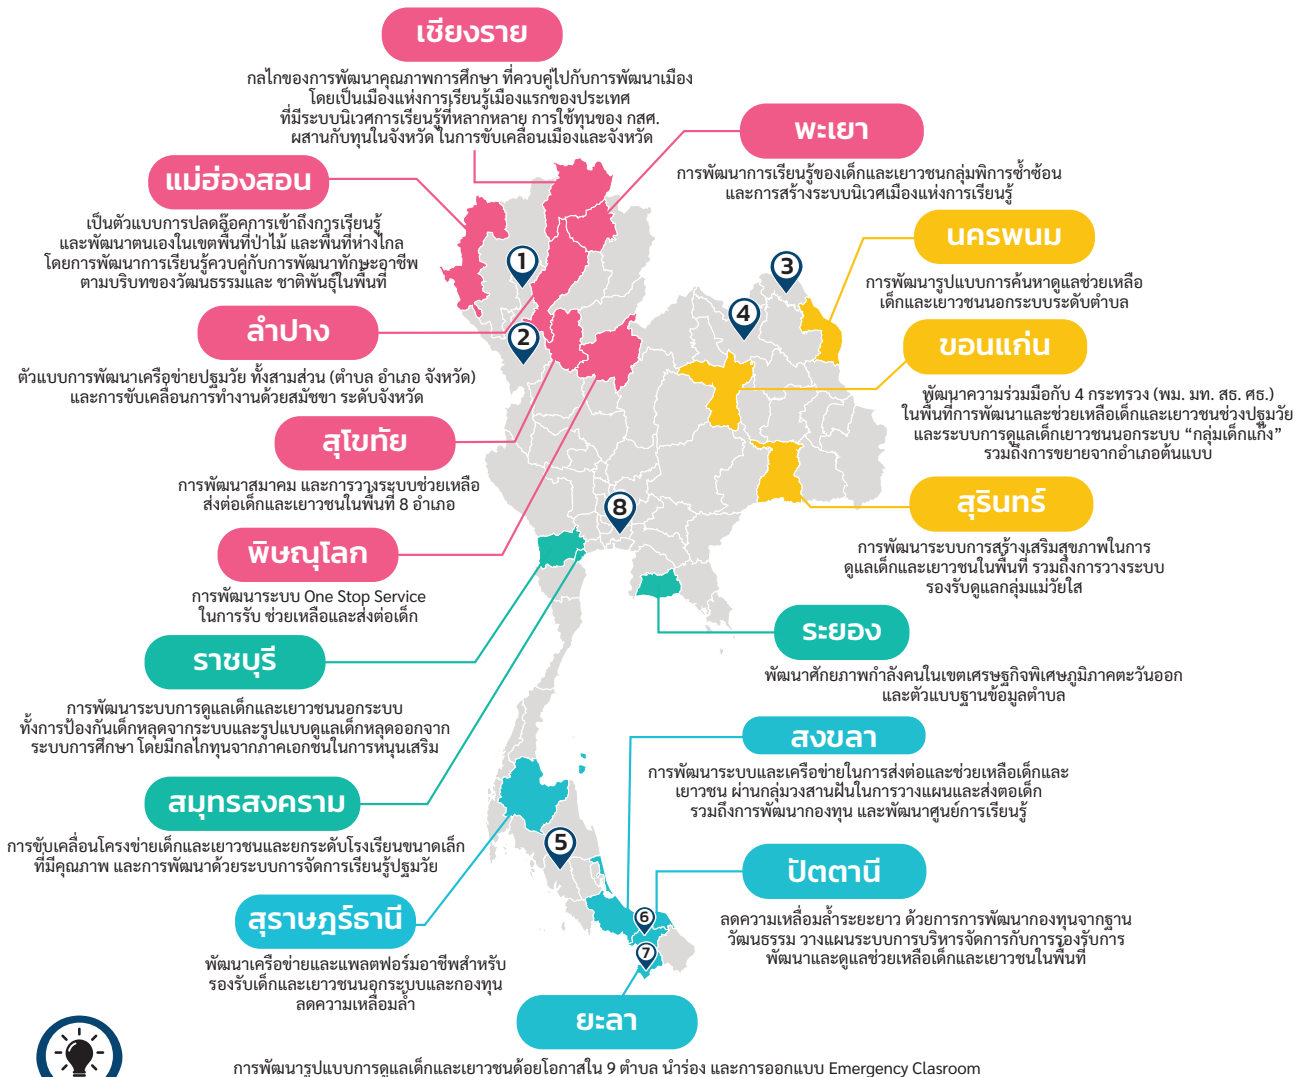 เชียงราย
กลไกของการพัฒนาคุณภาพการศึกษา ที่ควบคู่ไปกับการพัฒนาเมือง
โดยเป็นเมืองแห่งการเรียนรู้เมืองแรกของประเทศ
ที่มีระบบนิเวศการเรียนรู้ที่หลากหลาย การใช้ทุนของ กสศ.
ผสานกับทุนในจังหวัด ในการขับเคลื่อนเมืองและจังหวัด
พะเยา
การพัฒนาการเรียนรู้ของเด็กและเยาวชนกลุ่มพิการซ้ำซ้อน
และการสร้างระบบนิเวศเมืองแห่งการเรียนรู้
แม่ฮ่องสอน
เป็นตัวแบบการปลดล๊อคการเข้าถึงการเรียนรู้
และพัฒนาตนเองในเขตพื้นที่ป่าไม้ และพื้นที่ห่างไกล
โดยการพัฒนาการเรียนรู้ควบคู่กับการพัฒนาทักษะอาชีพ
ตามบริบทของวัฒนธรรมและ ชาติพันธุ์ในพื้นที่
นครพนม
การพัฒนารูปแบบการค้นหาดูแลช่วยเหลือ
เด็กและเยาวชนนอกระบบระดับตำบล
1
3
4
2
ลำปาง
ตัวแบบการพัฒนาเครือข่ายปฐมวัย ทั้งสามส่วน (ตำบล อำเภอ จังหวัด)
และการขับเคลื่อนการทำงานด้วยสมัชขา ระดับจังหวัด
ขอนแก่น
พัฒนาความร่วมมือกับ 4 กระทรวง (พม. มท. สธ. ศธ.)
ในพื้นที่การพัฒนาและช่วยเหลือเด็กและเยาวชนช่วงปฐมวัย
และระบบการดูแลเด็กเยาวชนนอกระบบ “กลุ่มเด็กแก๊ง”
รวมถึงการขยายจากอำเภอต้นแบบ
สุโขทัย
การพัฒนาสมาคม และการวางระบบช่วยเหลือ
ส่งต่อเด็กและเยาวชนในพื้นที่ 8 อำเภอ
8
สุรินทร์
การพัฒนาระบบการสร้างเสริมสุขภาพในการ
ดูแลเด็กและเยาวชนในพื้นที่ รวมถึงการวางระบบ
รองรับดูแลกลุ่มแม่วัยใส
พิษณุโลก
การพัฒนาระบบ One Stop Service
ในการรับ ช่วยเหลือและส่งต่อเด็ก
ระยอง
พัฒนาศักยภาพกำลังคนในเขตเศรษฐกิจพิเศษภูมิภาคตะวันออก
และตัวแบบฐานข้อมูลตำบล
ราชบุรี
การพัฒนาระบบการดูแลเด็กและเยาวชนนอกระบบ
ทั้งการป้องกันเด็กหลุดจากระบบและรูปแบบดูแลเด็กหลุดออกจาก
ระบบการศึกษา โดยมีกลไกทุนจากภาคเอกชนในการหนุนเสริม
สงขลา
การพัฒนาระบบและเครือข่ายในการส่งต่อและช่วยเหลือเด็กและ
เยาวชน ผ่านกลุ่มวงสานฝันในการวางแผนและส่งตอเด็ก
รวมถึงการพัฒนากองทุน และพัฒนาศูนย์การเรียนรู้
สมุทรสงคราม
การขับเคลื่อนโครงข่ายเด็กและเยาวชนและยกระดับโรงเรียนขนาดเล็ก
ที่มีคุณภาพ และการพัฒนาด้วยระบบการจัดการเรียนรู้ปฐมวัย
5
ปัตตานี
ลดความเหลื่อมล้ำระยะยาว ด้วยการการพัฒนากองทุนจากฐาน
วัฒนธรรม วางแผนระบบการบริหารจัดการกับการรองรับการ
พัฒนาและดูแลช่วยเหลือเด็กและเยาวชนในพื้นที่
6
7
สุราษฎร์ธานี
พัฒนาเครือข่ายและแพลตฟอร์มอาชีพสำหรับ
รองรับเด็กและเยาวชนนอกระบบและกองทุน
ลดความเหลื่อมล้ำ
ยะลา
การพัฒนารูปแบบการดูแลเด็กและเยาวชนด้อยโอกาสใน 9 ตำบล นำร่อง และการออกแบบ Emergency Clasroom